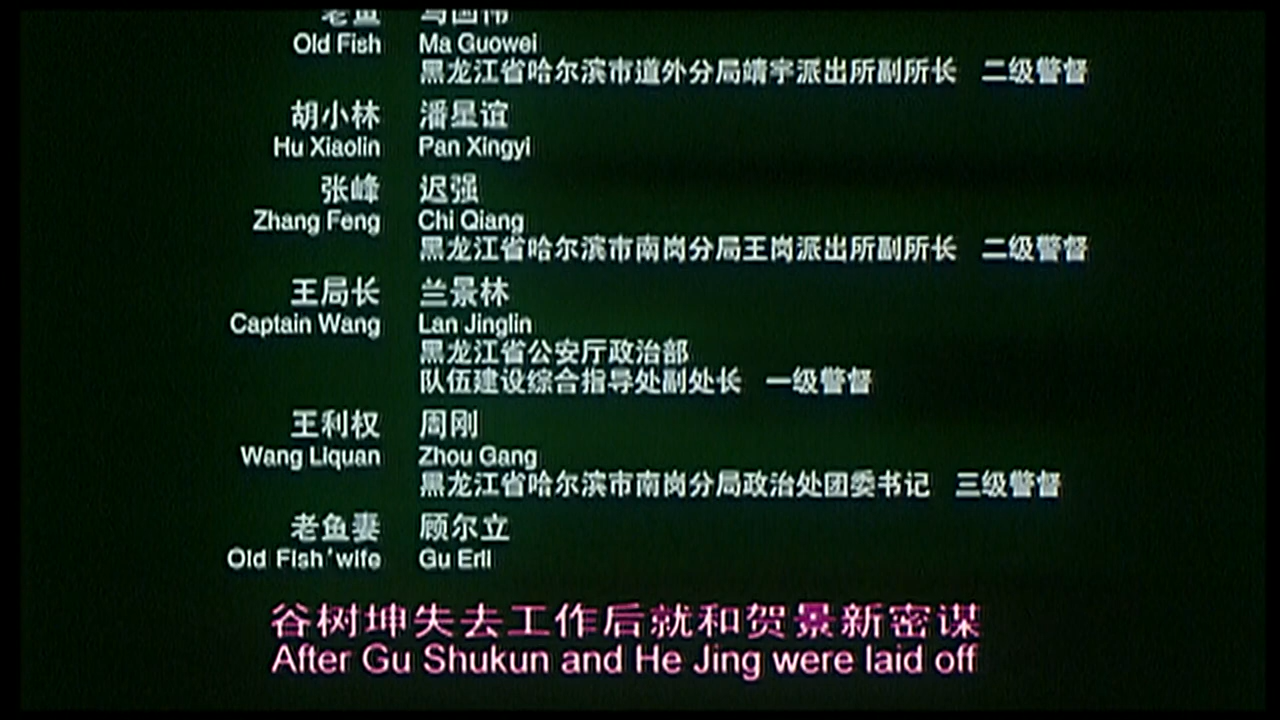 老鱼 马国伟
Old Fish Ma Guowei
黑龙江省哈尔滨市道外分局靖宇派出所副所长 二级警督
胡小林 潘星谊
Hu Xiaolin Pan Xingyi
张峰 迟强
Zhang Feng Chi Qiang
黑龙江省哈尔滨市南岗分局王岗派出所副所长 二级警督
王局长 兰景林
Captain Wang Lan Jinglin
黑龙江省公安厅政治部
队伍建设综合指导处副处长 一级警督
王利权 周刚
Wang Liquan Zhou Gang
黑龙江省哈尔滨市南岗分局政治处团委书记 三级警督
老鱼妻 顾尔立
Old Fish'wife Gu Erli
谷树坤失去工作后就和贺景新密谋
After Gu Shukun and He Jing were laid off